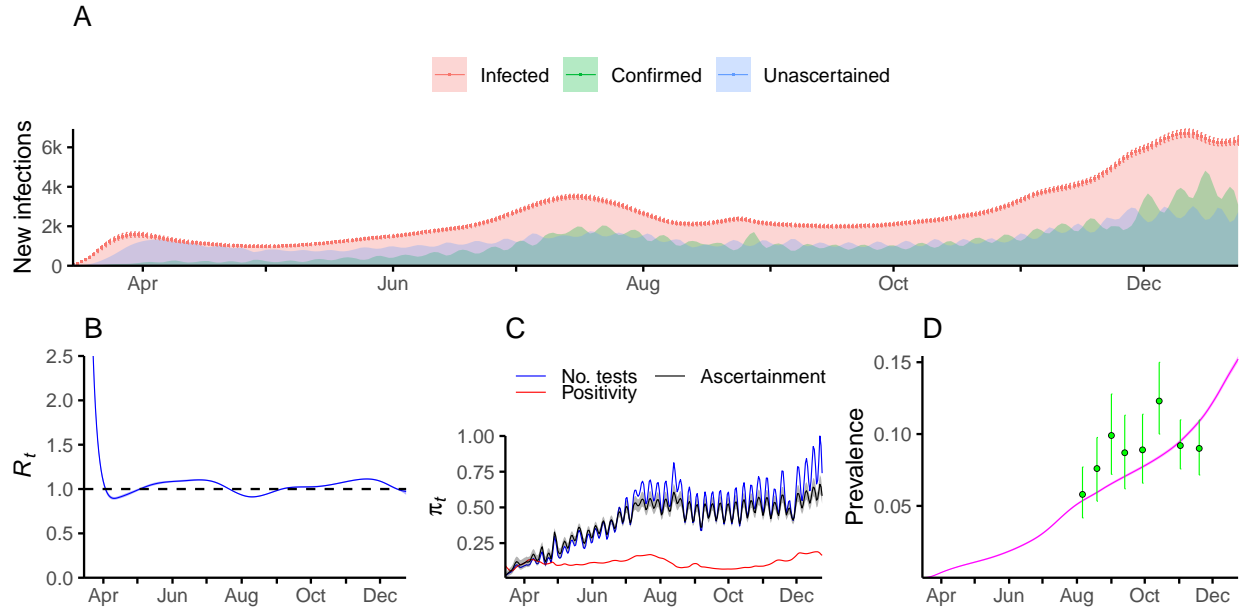 A
Infected Confirmed Unascertained
New infections
6k
4k
2k
0
Apr Jun Aug Oct Dec
B
R_t
2.5
2.0
1.5
1.0
0.5
0.0
Apr Jun Aug Oct Dec
C
No. tests Ascertainment
Positivity
π_t
1.00
0.75
0.50
0.25
Apr Jun Aug Oct Dec
D
Prevalence
0.15
0.10
0.05
Apr Jun Aug Oct Dec